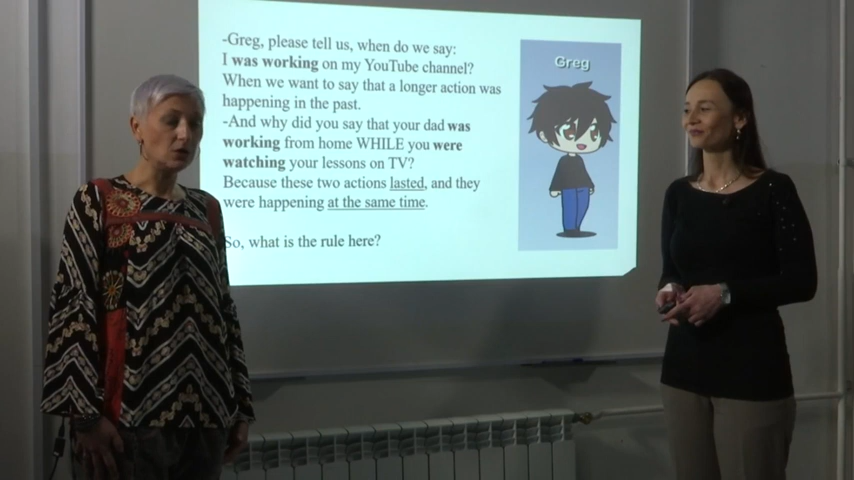 -Greg, please tell us, when do we say:
I was working on my YouTube channel?
When we want to say that a longer action was
happening in the past.
-And why did you say that your dad was
working from home WHILE you were
watching your lessons on TV?
Because these two actions lasted, and they
were happening at the same time.
So, what is the rule here?
Greg